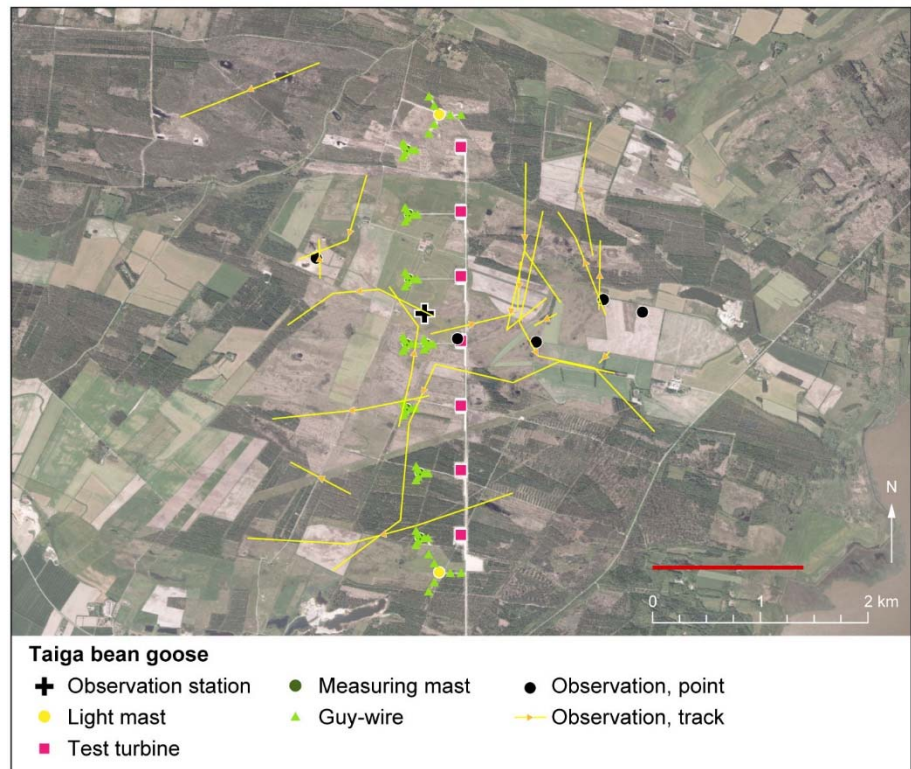 N
0 1 2 km
Taiga bean goose
Observation station
Measuring mast
Observation, point
Light mast
Guy-wire
Observation, track
Test turbine